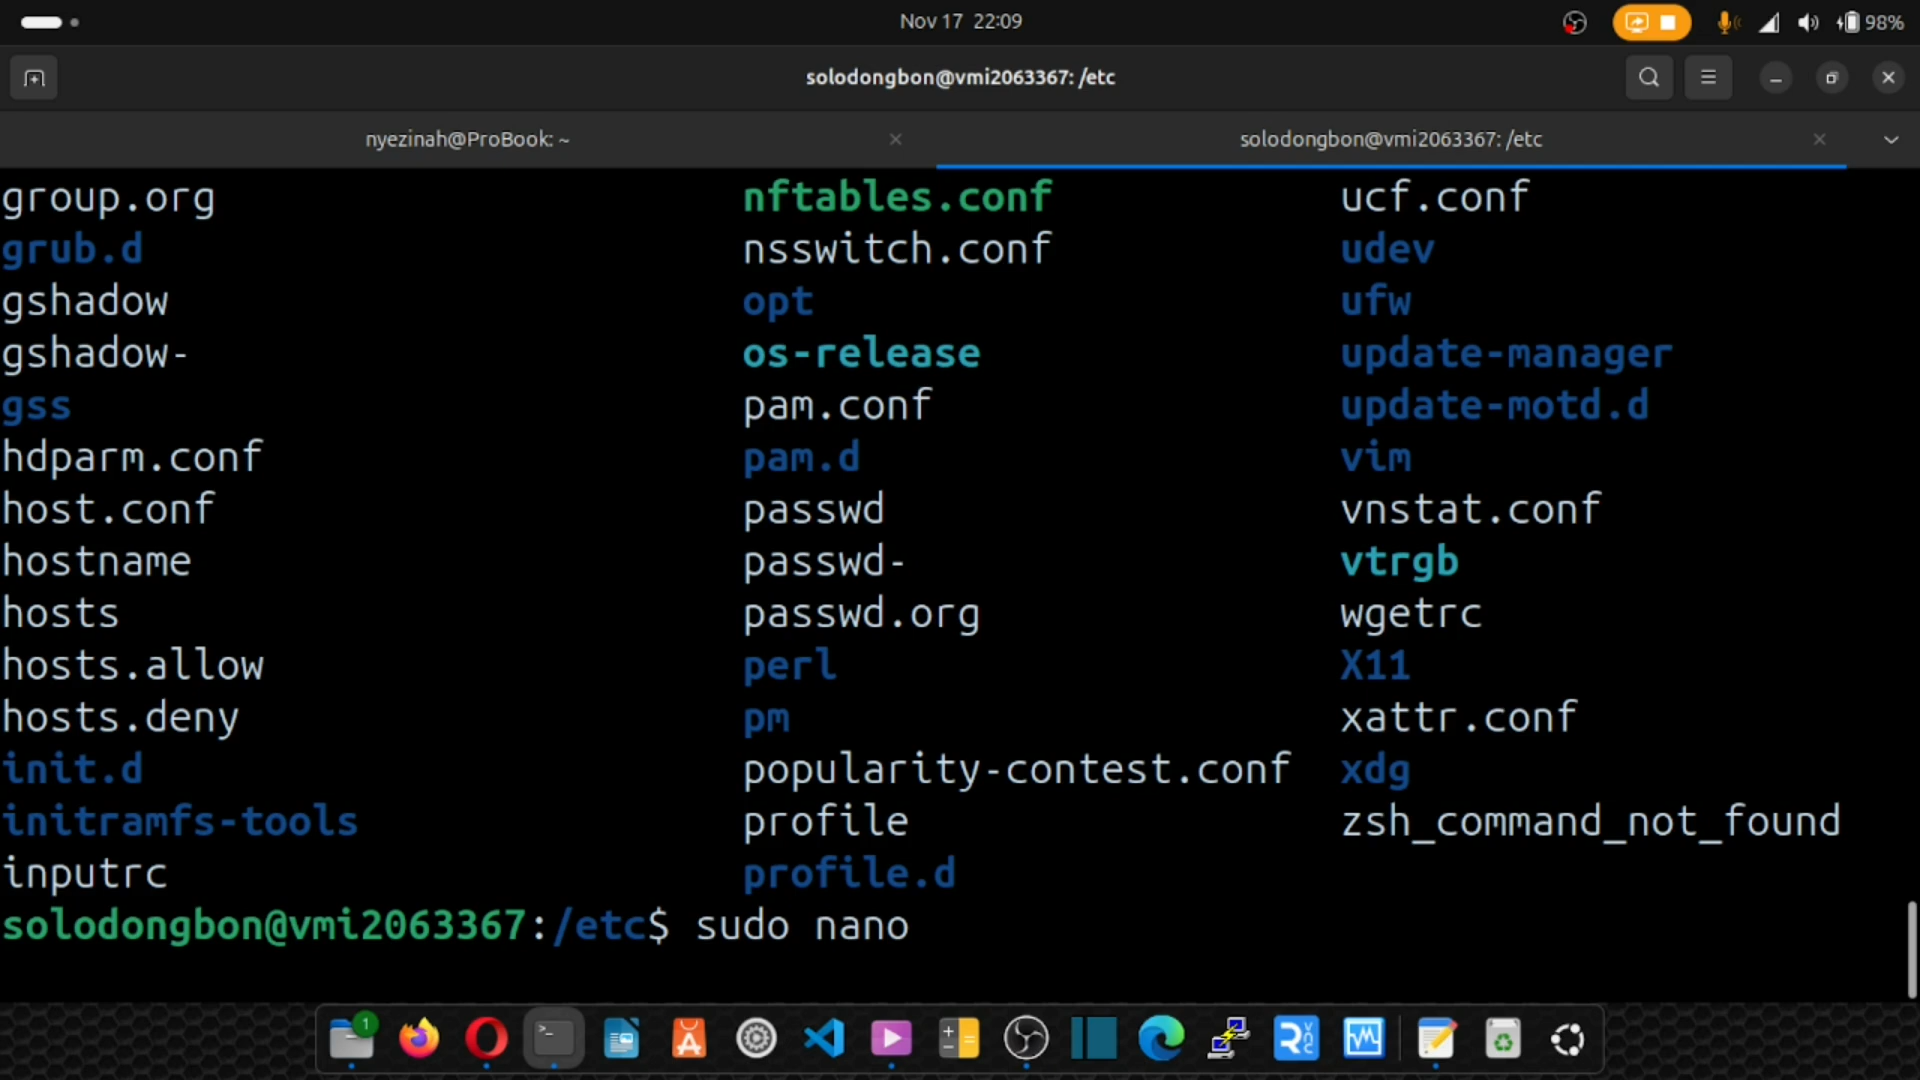 Nov 17 22:09
98%
solodongbon@vmi2063367: /etc
nyezinah@ProBook: ~
solodongbon@vmi2063367: /etc
group.org nftables.conf ucf.conf
grub.d nsswitch.conf udev
gshadow opt ufw
gshadow- os-release update-manager
gss pam.conf update-motd.d
hdparm.conf pam.d vim
host.conf passwd vnstat.conf
hostname passwd- vtrgb
hosts passwd.org wgetrc
hosts.allow perl X11
hosts.deny pm xattr.conf
init.d popularity-contest.conf xdg
initramfs-tools profile zsh_command_not_found
inputrc profile.d
solodongbon@vmi2063367:/etc$ sudo nano
1